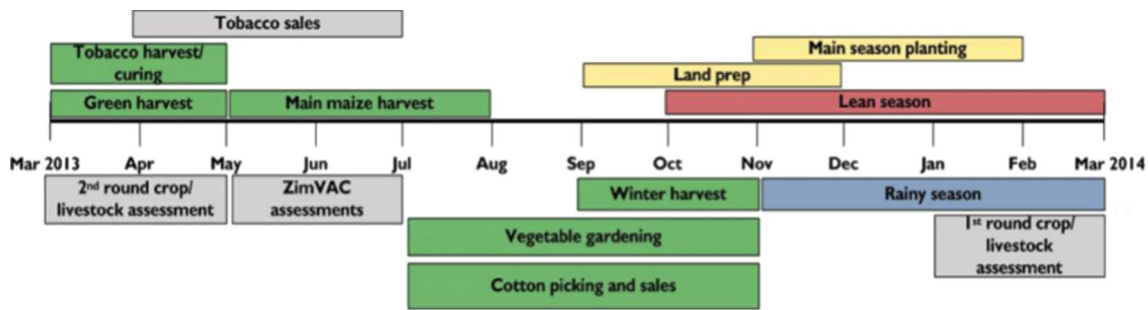 Tobacco sales
Tobacco harvest/
curing
Main season planting
Land prep
Green harvest
Main maize harvest
Lean season
Mar 2013 Apr May Jun Jul Aug Sep Oct Nov Dec Jan Feb Mar 2014
2nd round crop/
livestock assessment
ZimVAC
assessments
Winter harvest
Rainy season
Vegetable gardening
1st round crop/
livestock
assessment
Cotton picking and sales